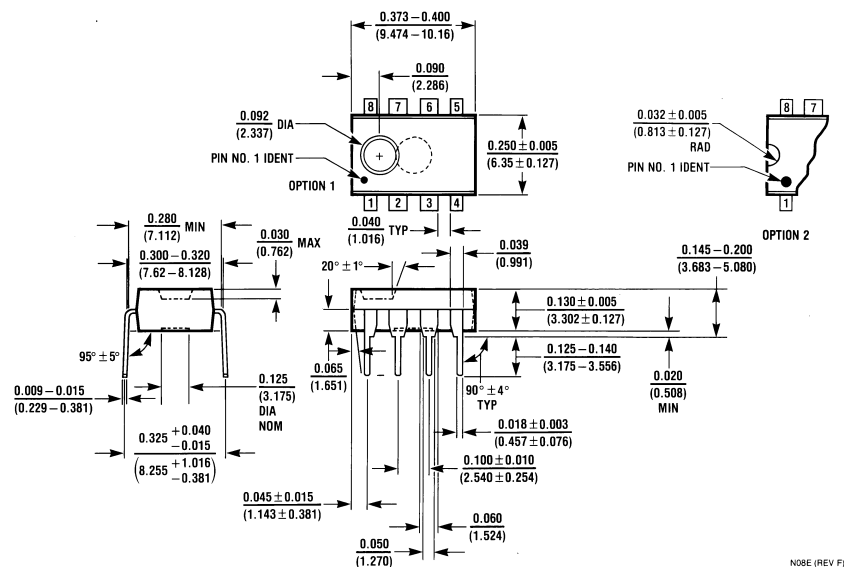 0.373–0.400
(9.474–10.16)
0.090
(2.286)
8 7 6 5
0.092 DIA
(2.337)
PIN NO. 1 IDENT
OPTION 1
0.250 ± 0.005
(6.35 ± 0.127)
1 2 3 4
0.032 ± 0.005
(0.813 ± 0.127)
RAD
PIN NO. 1 IDENT
8 7
1
OPTION 2
0.280 MIN
(7.112)
0.030 MAX
(0.762)
0.300–0.320
(7.62–8.128)
0.040 TYP
(1.016)
0.039
(0.991)
20° ±1°
0.145–0.200
(3.683–5.080)
0.130 ± 0.005
(3.302 ± 0.127)
95° ± 5°
0.065
(1.651)
0.125–0.140
(3.175–3.556)
0.020
(0.508)
MIN
90° ± 4°
TYP
0.009–0.015
(0.229–0.381)
0.125
(3.175)
DIA
NOM
0.018 ± 0.003
(0.457 ± 0.076)
0.325 +0.040
−0.015
(8.255 +1.016
−0.381)
0.100 ± 0.010
(2.540 ± 0.254)
0.045 ± 0.015
(1.143 ± 0.381)
0.060
(1.524)
0.050
(1.270)
N08E (REV F)